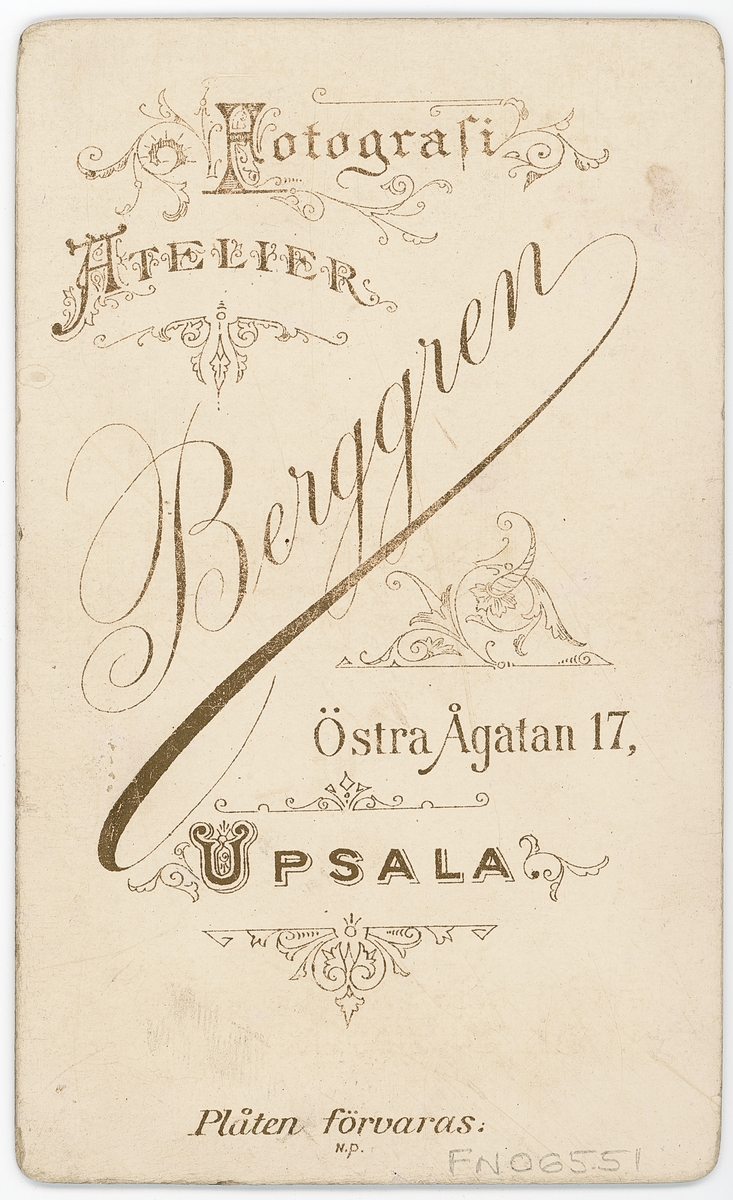 Fotografi
ATELIER
Berggren
Östra Ågatan 17,
UPSALA
Plåten förvaras:
N.P.
FN06551